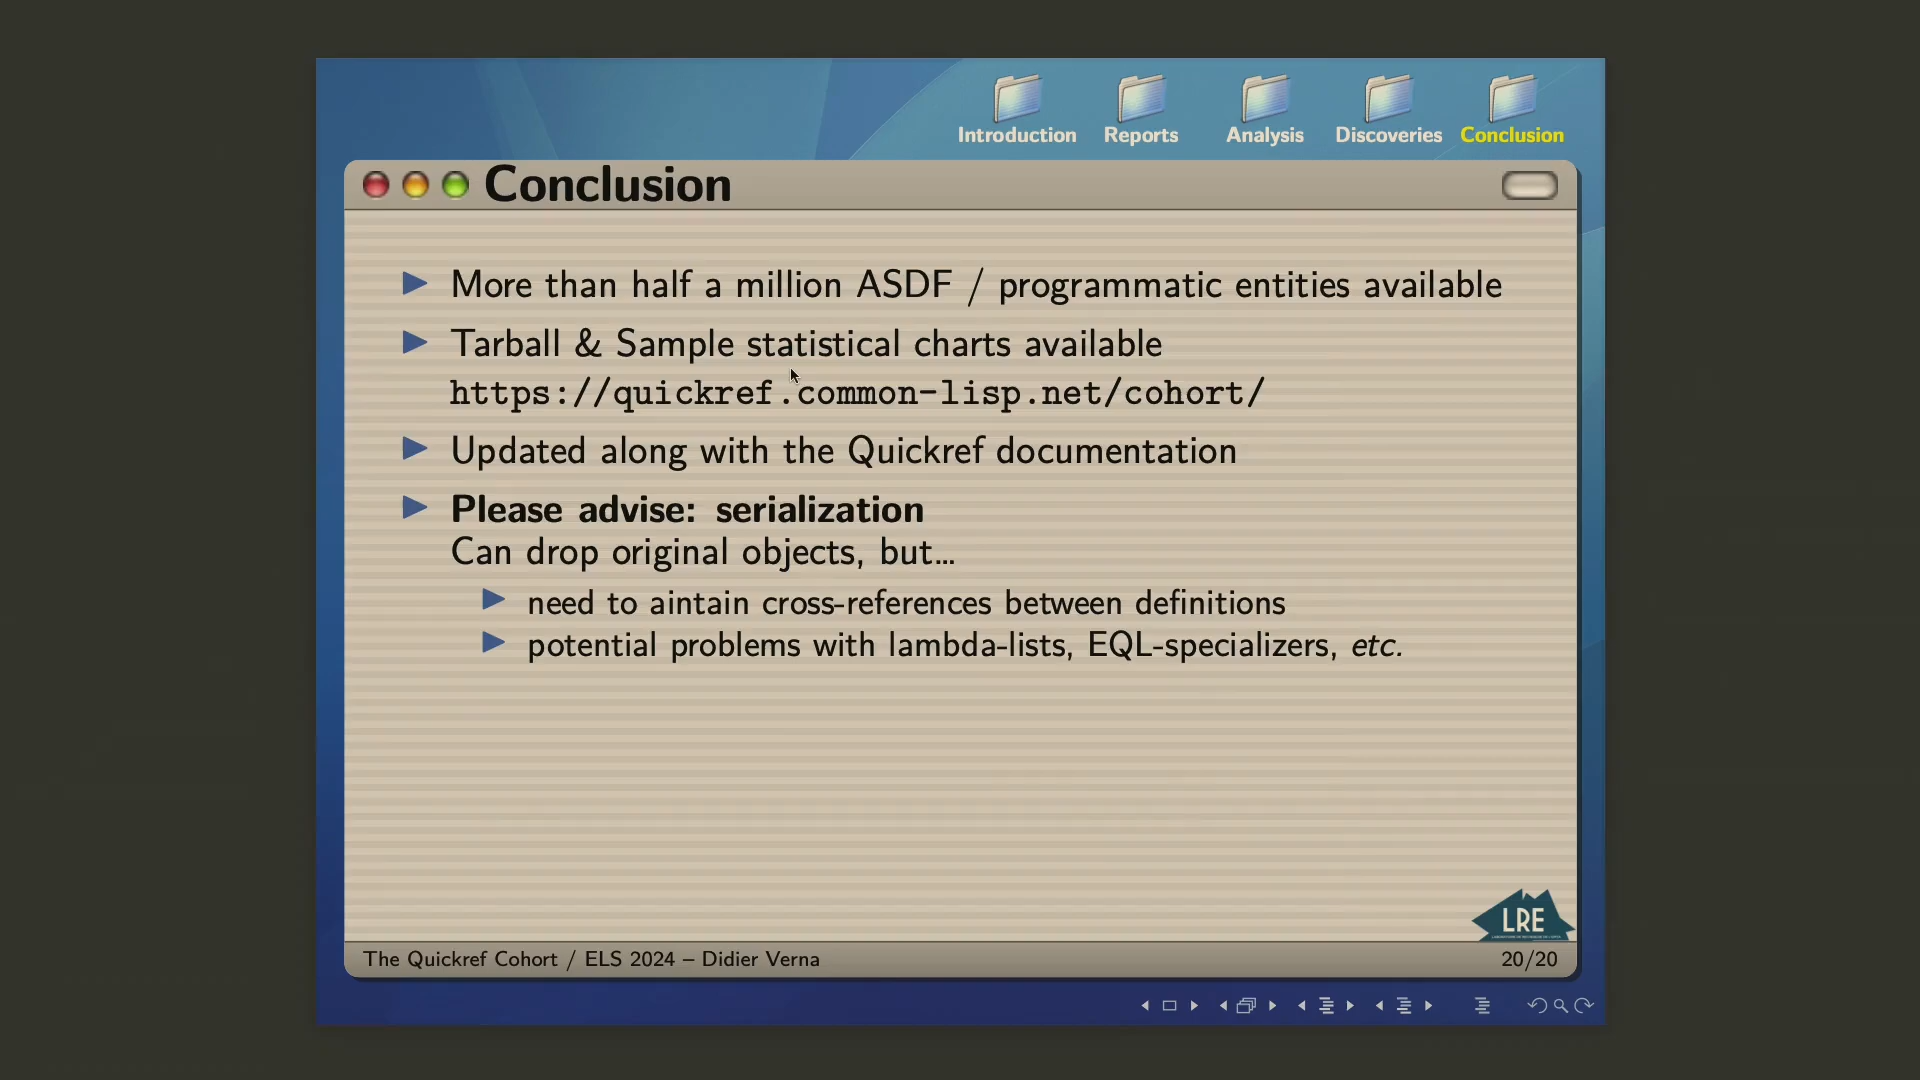 Introduction Reports Analysis Discoveries Conclusion
Conclusion
More than half a million ASDF / programmatic entities available
Tarball & Sample statistical charts available
https://quickref.common-lisp.net/cohort/
Updated along with the Quickref documentation
Please advise: serialization
Can drop original objects, but…
need to aintain cross-references between definitions
potential problems with lambda-lists, EQL-specializers, etc.
LRE
The Quickref Cohort / ELS 2024 – Didier Verna 20/20